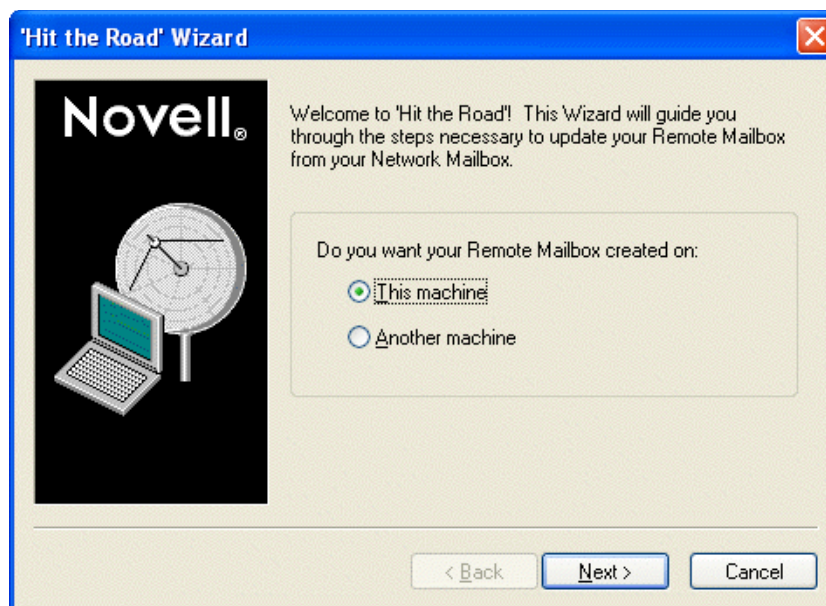 'Hit the Road' Wizard
Novell®
Welcome to 'Hit the Road'! This Wizard will guide you
through the steps necessary to update your Remote Mailbox
from your Network Mailbox.
Do you want your Remote Mailbox created on:
This machine
Another machine
< Back
Next >
Cancel